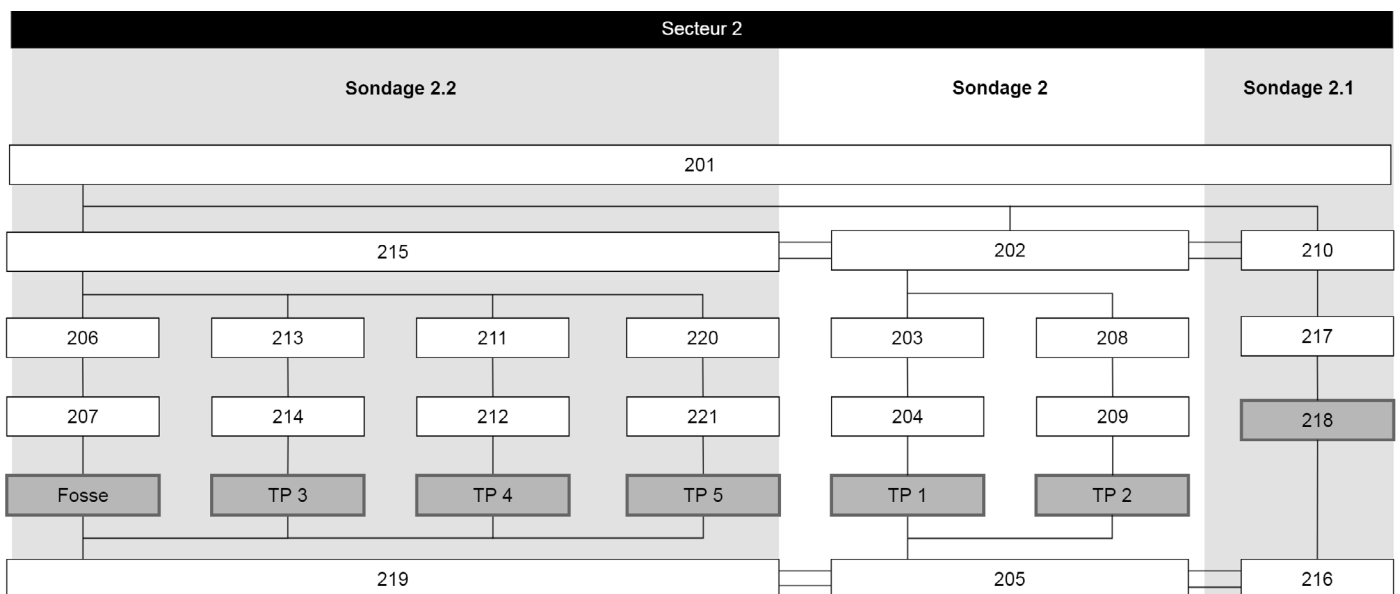 Secteur 2
Sondage 2.2 Sondage 2 Sondage 2.1
201
215 202 210
206 213 211 220 203 208 217
207 214 212 221 204 209 218
Fosse TP 3 TP 4 TP 5 TP 1 TP 2
219 205 216